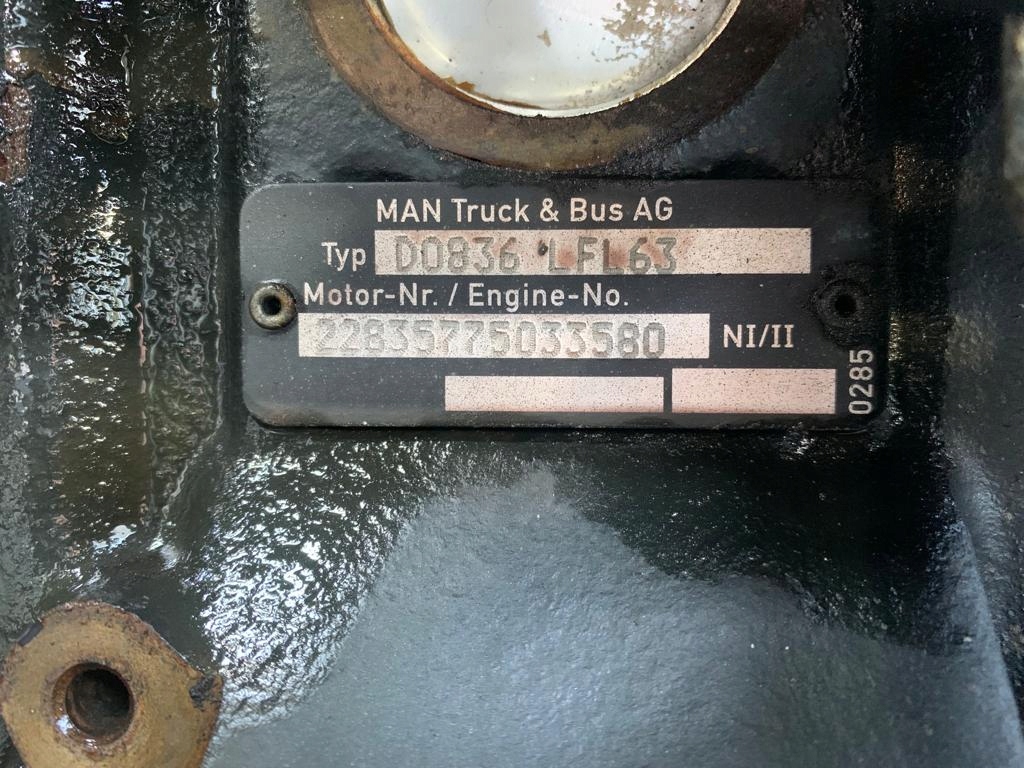 MAN Truck & Bus AG
Typ D0836 LFL63
Motor-Nr. / Engine-No.
22835775033580 NI/II
0285